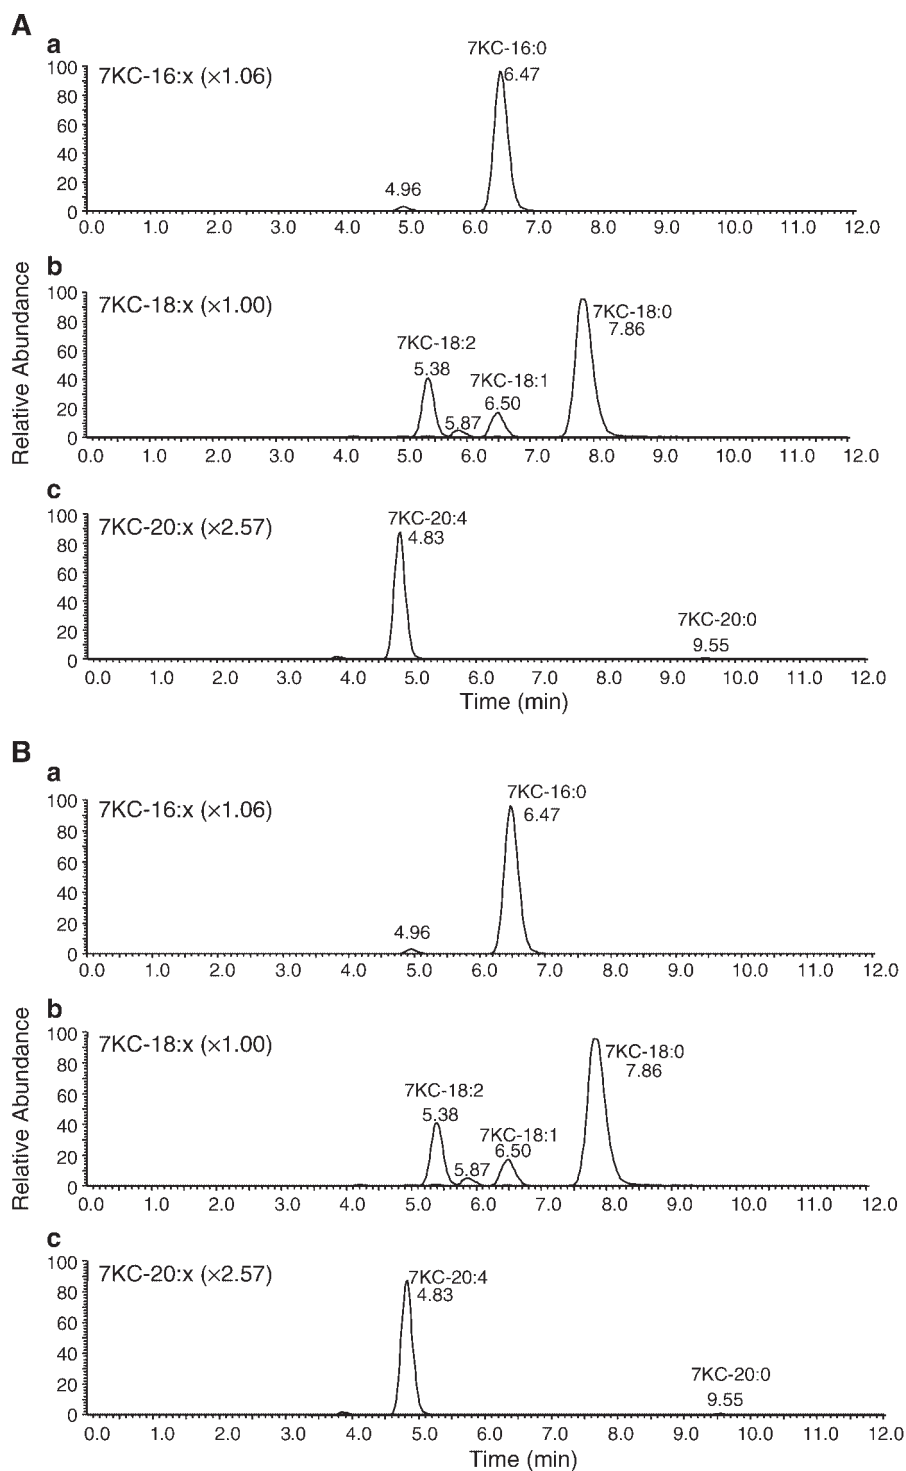 A
a
7KC-16:0
100
7KC-16:x (×1.06)
6.47
80
60
40
4.96
20
0
0.0 1.0 2.0 3.0 4.0 5.0 6.0 7.0 8.0 9.0 10.0 11.0 12.0
b
Relative Abundance
100
7KC-18:x (×1.00)
7KC-18:0
7.86
80
7KC-18:2
60
5.38
7KC-18:1
40
6.50
20
5.87
0
0.0 1.0 2.0 3.0 4.0 5.0 6.0 7.0 8.0 9.0 10.0 11.0 12.0
c
100
7KC-20:x (×2.57)
7KC-20:4
4.83
80
60
40
7KC-20:0
20
9.55
0
0.0 1.0 2.0 3.0 4.0 5.0 6.0 7.0 8.0 9.0 10.0 11.0 12.0
Time (min)
B
a
7KC-16:0
100
7KC-16:x (×1.06)
6.47
80
60
40
4.96
20
0
0.0 1.0 2.0 3.0 4.0 5.0 6.0 7.0 8.0 9.0 10.0 11.0 12.0
b
Relative Abundance
100
7KC-18:x (×1.00)
7KC-18:0
7.86
80
7KC-18:2
60
5.38
7KC-18:1
40
6.50
20
5.87
0
0.0 1.0 2.0 3.0 4.0 5.0 6.0 7.0 8.0 9.0 10.0 11.0 12.0
c
100
7KC-20:x (×2.57)
7KC-20:4
4.83
80
60
40
7KC-20:0
20
9.55
0
0.0 1.0 2.0 3.0 4.0 5.0 6.0 7.0 8.0 9.0 10.0 11.0 12.0
Time (min)